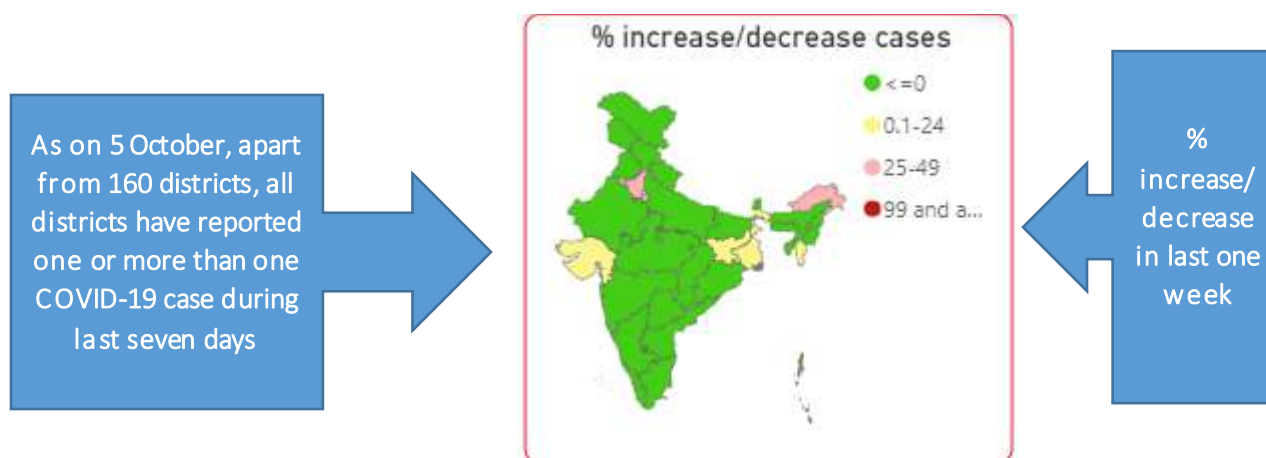 As on 5 October, apart
from 160 districts, all
districts have reported
one or more than one
COVID-19 case during
last seven days
% increase/decrease cases
<=0
0.1-24
25-49
99 and a...
%
increase/
decrease
in last one
week